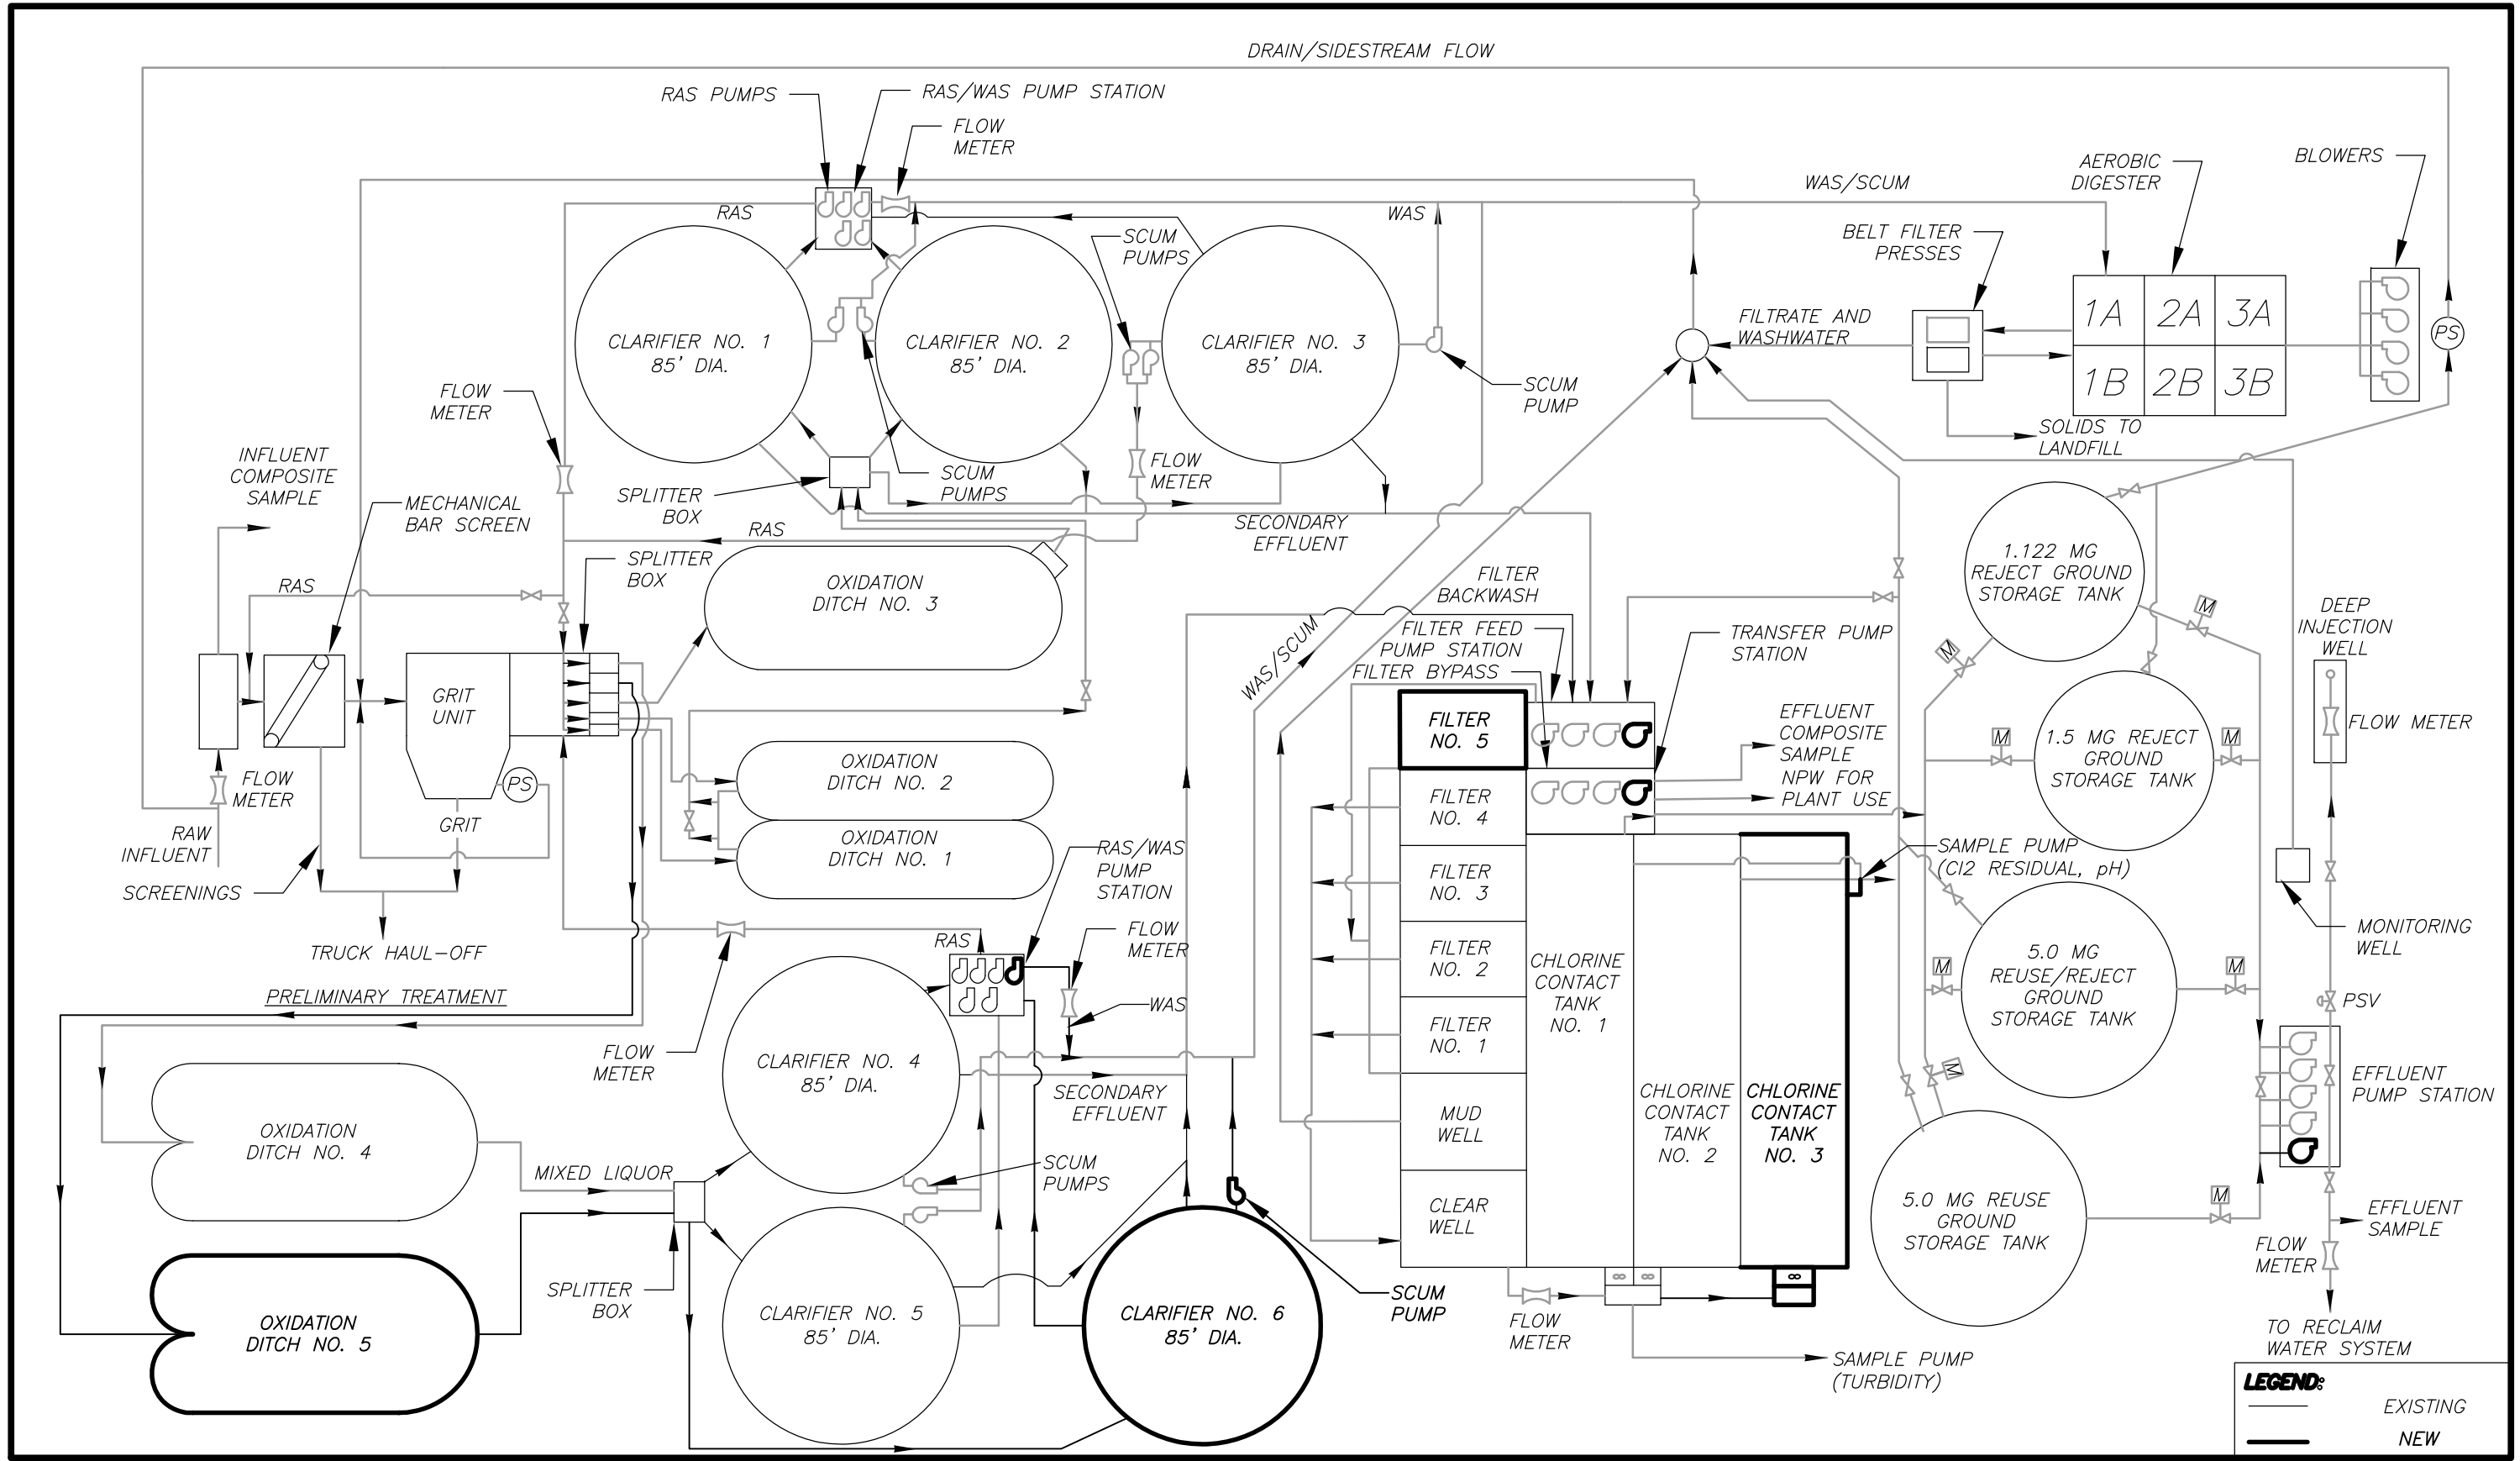 DRAIN/SIDESTREAM FLOW
RAS PUMPS
RAS/WAS PUMP STATION
FLOW
METER
RAS
WAS
WAS/SCUM
AEROBIC
DIGESTER
BLOWERS
SCUM
PUMPS
BELT FILTER
PRESSES
CLARIFIER NO. 1
85' DIA.
CLARIFIER NO. 2
85' DIA.
CLARIFIER NO. 3
85' DIA.
FILTRATE AND
WASHWATER
1A
2A
3A
1B
2B
3B
PS
SCUM
PUMP
FLOW
METER
SOLIDS TO
LANDFILL
INFLUENT
COMPOSITE
SAMPLE
MECHANICAL
BAR SCREEN
SPLITTER
BOX
SCUM
PUMPS
FLOW
METER
RAS
SECONDARY
EFFLUENT
SPLITTER
BOX
RAS
OXIDATION
DITCH NO. 3
FILTER
BACKWASH
1.122 MG
REJECT GROUND
STORAGE TANK
M
M
DEEP
INJECTION
WELL
WAS/SCUM
FILTER FEED
PUMP STATION
FILTER BYPASS
TRANSFER PUMP
STATION
GRIT
UNIT
PS
GRIT
FLOW
METER
RAW
INFLUENT
SCREENINGS
TRUCK HAUL-OFF
PRELIMINARY TREATMENT
OXIDATION
DITCH NO. 2
OXIDATION
DITCH NO. 1
FILTER
NO. 5
FILTER
NO. 4
FILTER
NO. 3
FILTER
NO. 2
FILTER
NO. 1
MUD
WELL
CLEAR
WELL
EFFLUENT
COMPOSITE
SAMPLE
NPW FOR
PLANT USE
M
1.5 MG REJECT
GROUND
STORAGE TANK
M
FLOW METER
SAMPLE PUMP
(Cl2 RESIDUAL, pH)
MONITORING
WELL
RAS/WAS
PUMP
STATION
FLOW
METER
RAS
WAS
FLOW
METER
CHLORINE
CONTACT
TANK
NO. 1
CHLORINE
CONTACT
TANK
NO. 2
CHLORINE
CONTACT
TANK
NO. 3
M
5.0 MG
REUSE/REJECT
GROUND
STORAGE TANK
M
PSV
M
EFFLUENT
PUMP STATION
CLARIFIER NO. 4
85' DIA.
SECONDARY
EFFLUENT
OXIDATION
DITCH NO. 4
MIXED LIQUOR
SCUM
PUMPS
5.0 MG REUSE
GROUND
STORAGE TANK
M
EFFLUENT
SAMPLE
FLOW
METER
OXIDATION
DITCH NO. 5
SPLITTER
BOX
CLARIFIER NO. 5
85' DIA.
CLARIFIER NO. 6
85' DIA.
SCUM
PUMP
FLOW
METER
SAMPLE PUMP
(TURBIDITY)
TO RECLAIM
WATER SYSTEM
LEGEND:
EXISTING
NEW